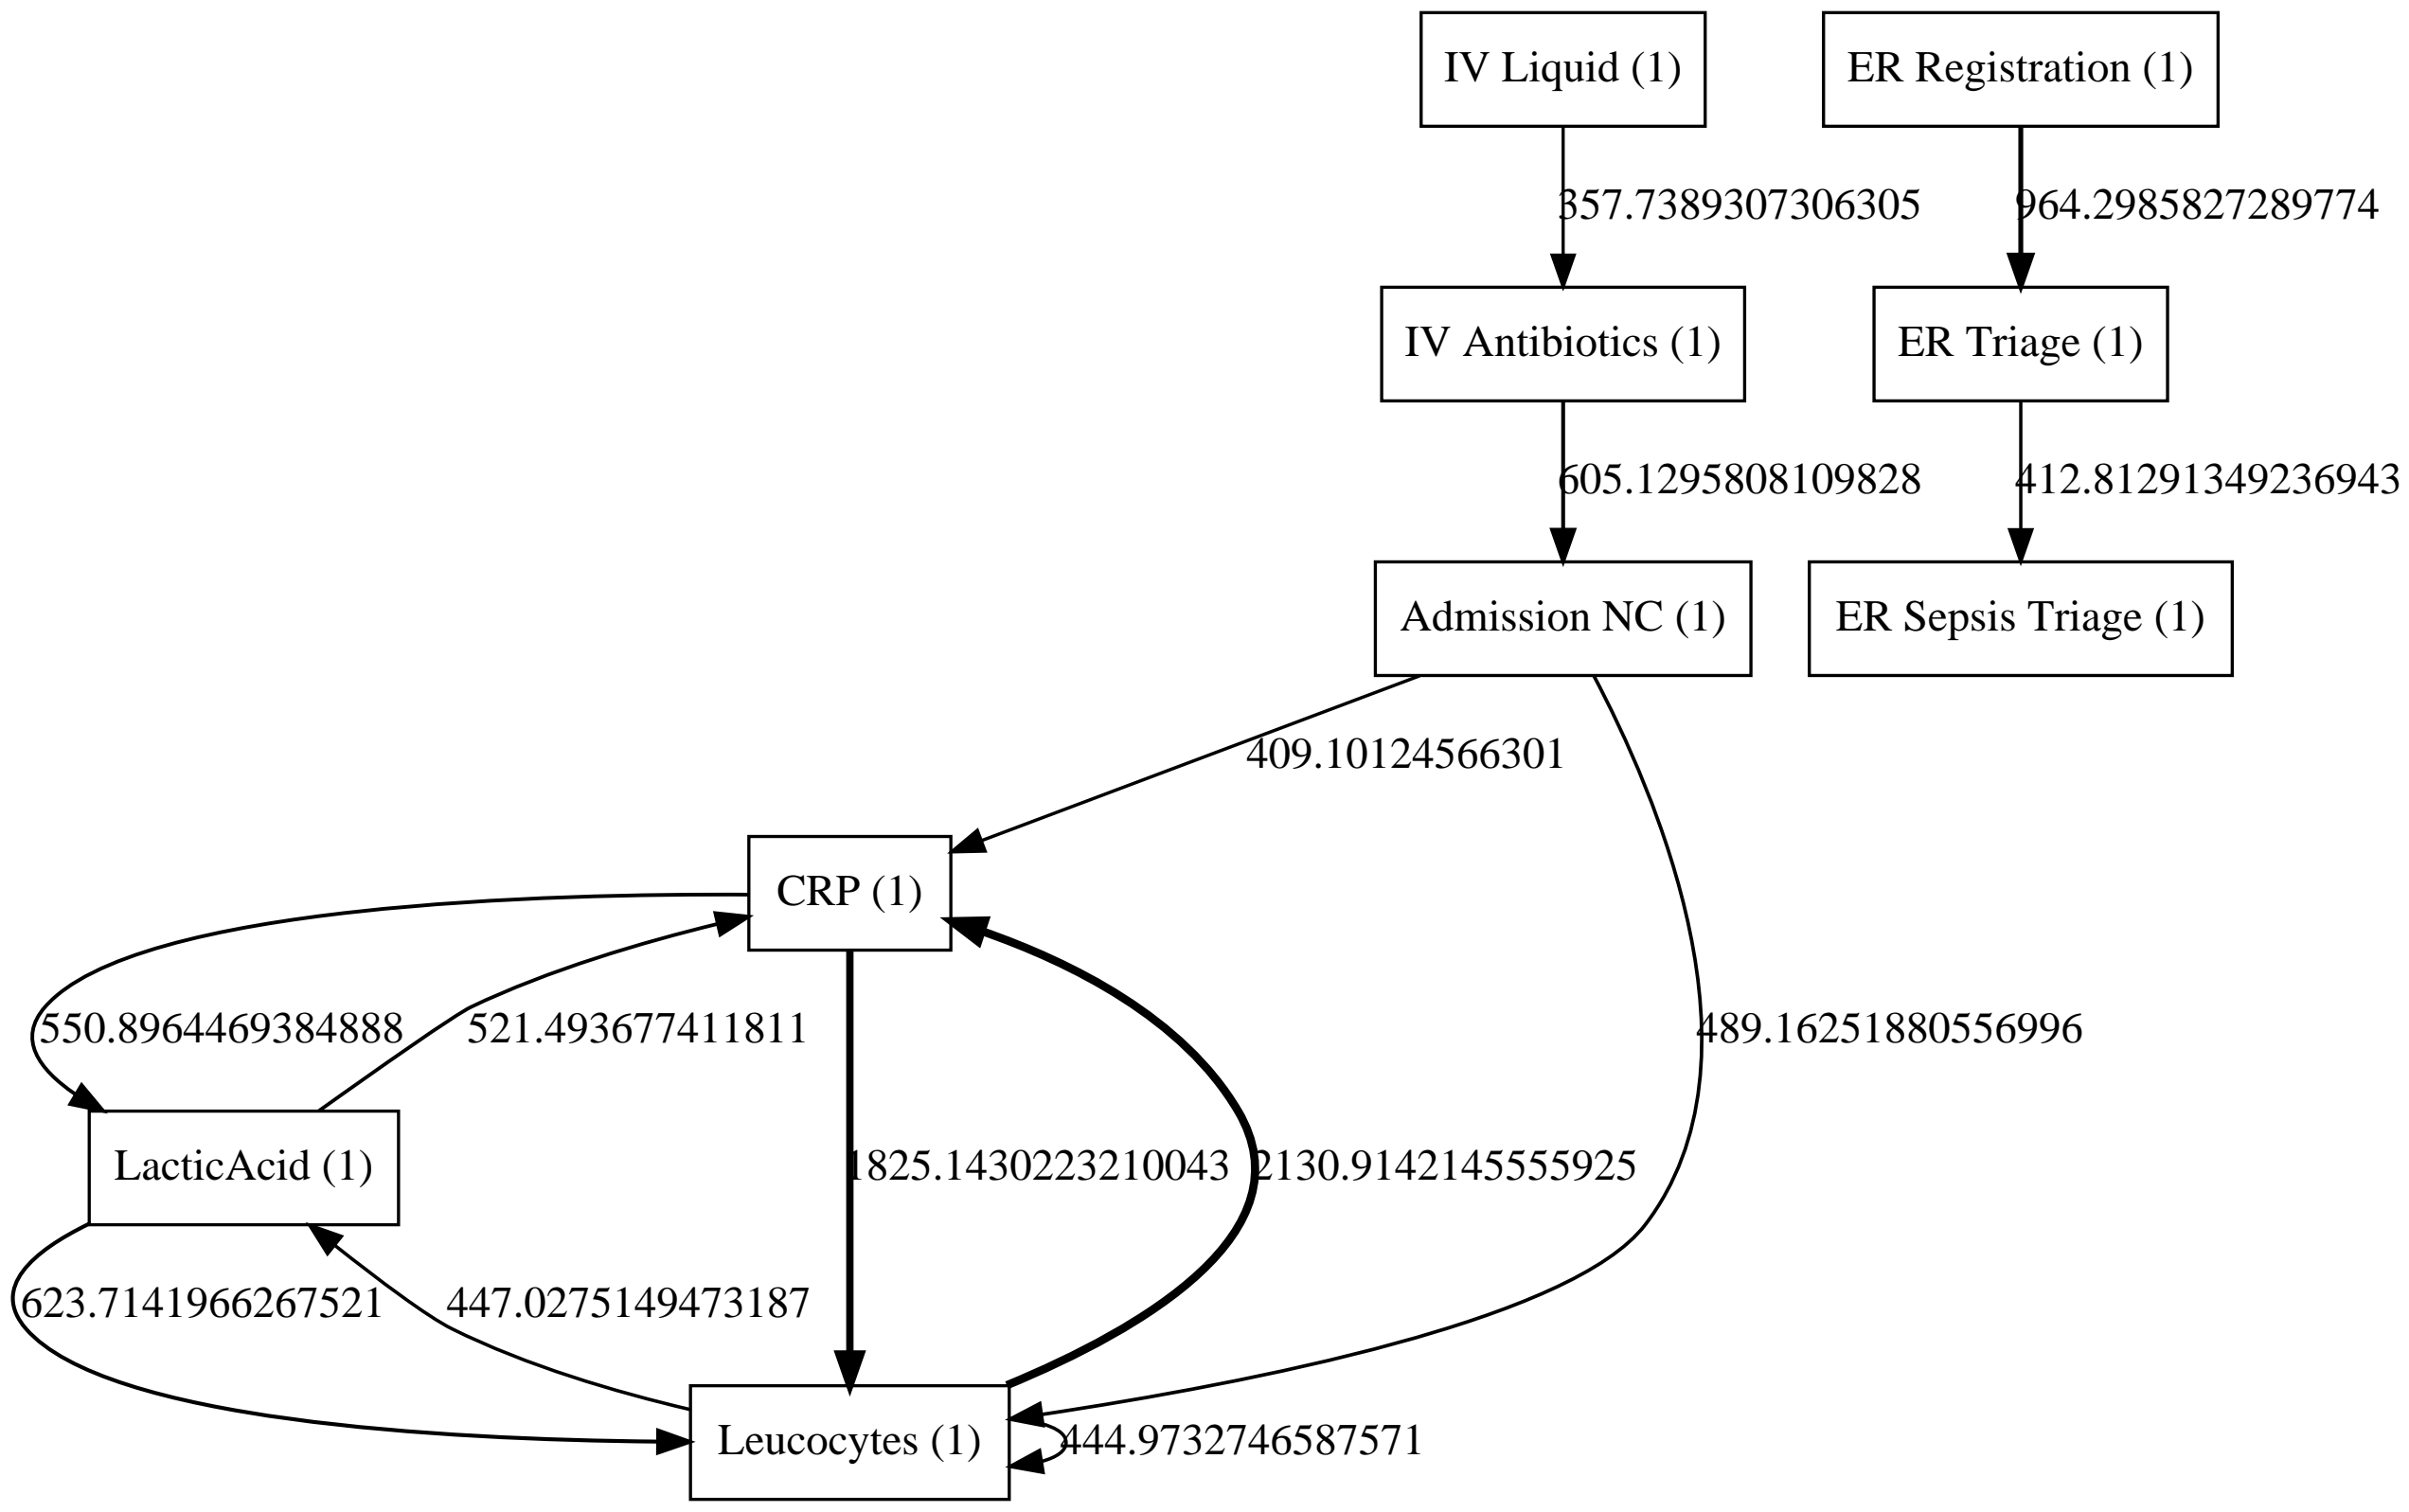 IV Liquid (1)
ER Registration (1)
357.7389307306305
964.2985827289774
IV Antibiotics (1)
ER Triage (1)
605.1295808109828
412.81291349236943
Admission NC (1)
ER Sepsis Triage (1)
409.10124566301
CRP (1)
550.8964469384888
521.493677411811
489.16251880556996
LacticAcid (1)
1825.1430223210043
2130.9142145555925
623.7141966267521
447.0275149473187
Leucocytes (1)
444.9732746587571